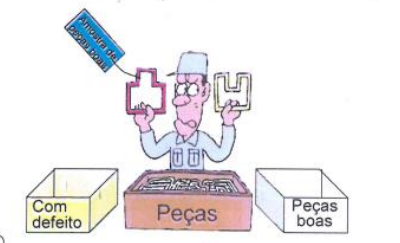 Amostra de
peças boas
Com
defeito
Peças
Peças
boas